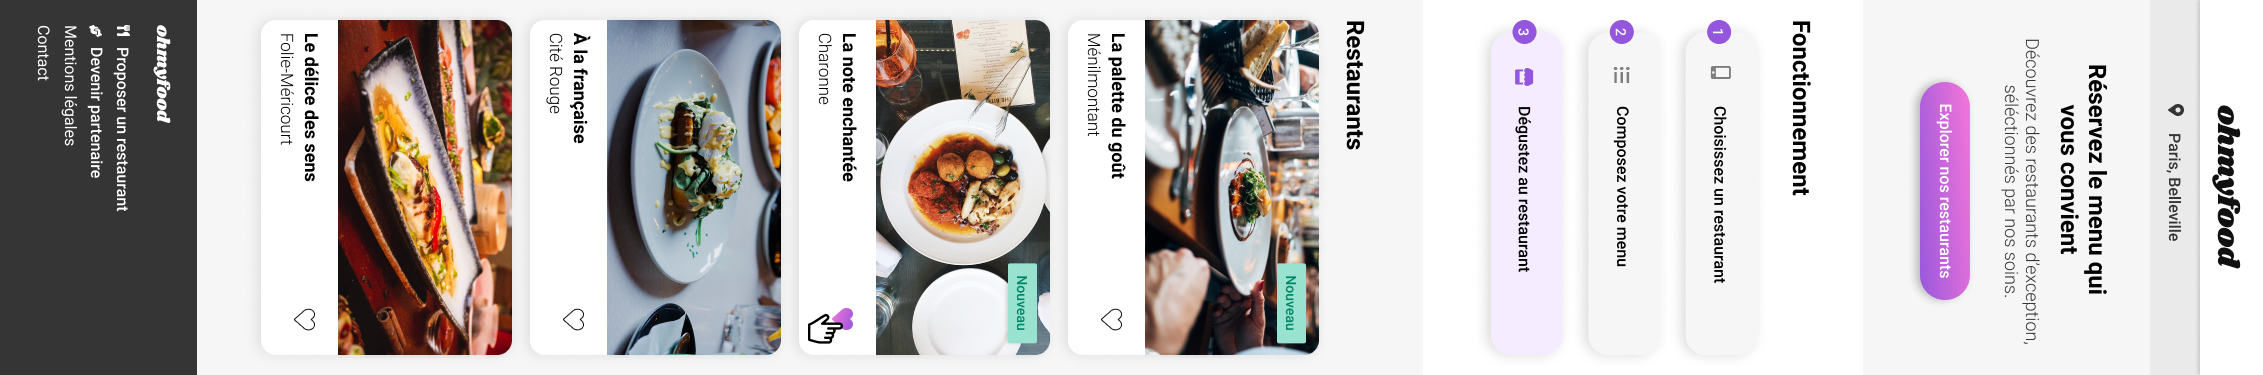 ohmyfood
Paris, Belleville
Réservez le menu qui
vous convient
Découvrez des restaurants d'exception,
séléctionnés par nos soins.
Explorer nos restaurants
Fonctionnement
1 Choisissez un restaurant
2 Composez votre menu
3 Dégustez au restaurant
Restaurants
Nouveau
La palette du goût
Ménilmontant
Nouveau
La note enchantée
Charonne
À la française
Cité Rouge
Le délice des sens
Folie-Méricourt
ohmyfood
Proposer un restaurant
Devenir partenaire
Mentions légales
Contact